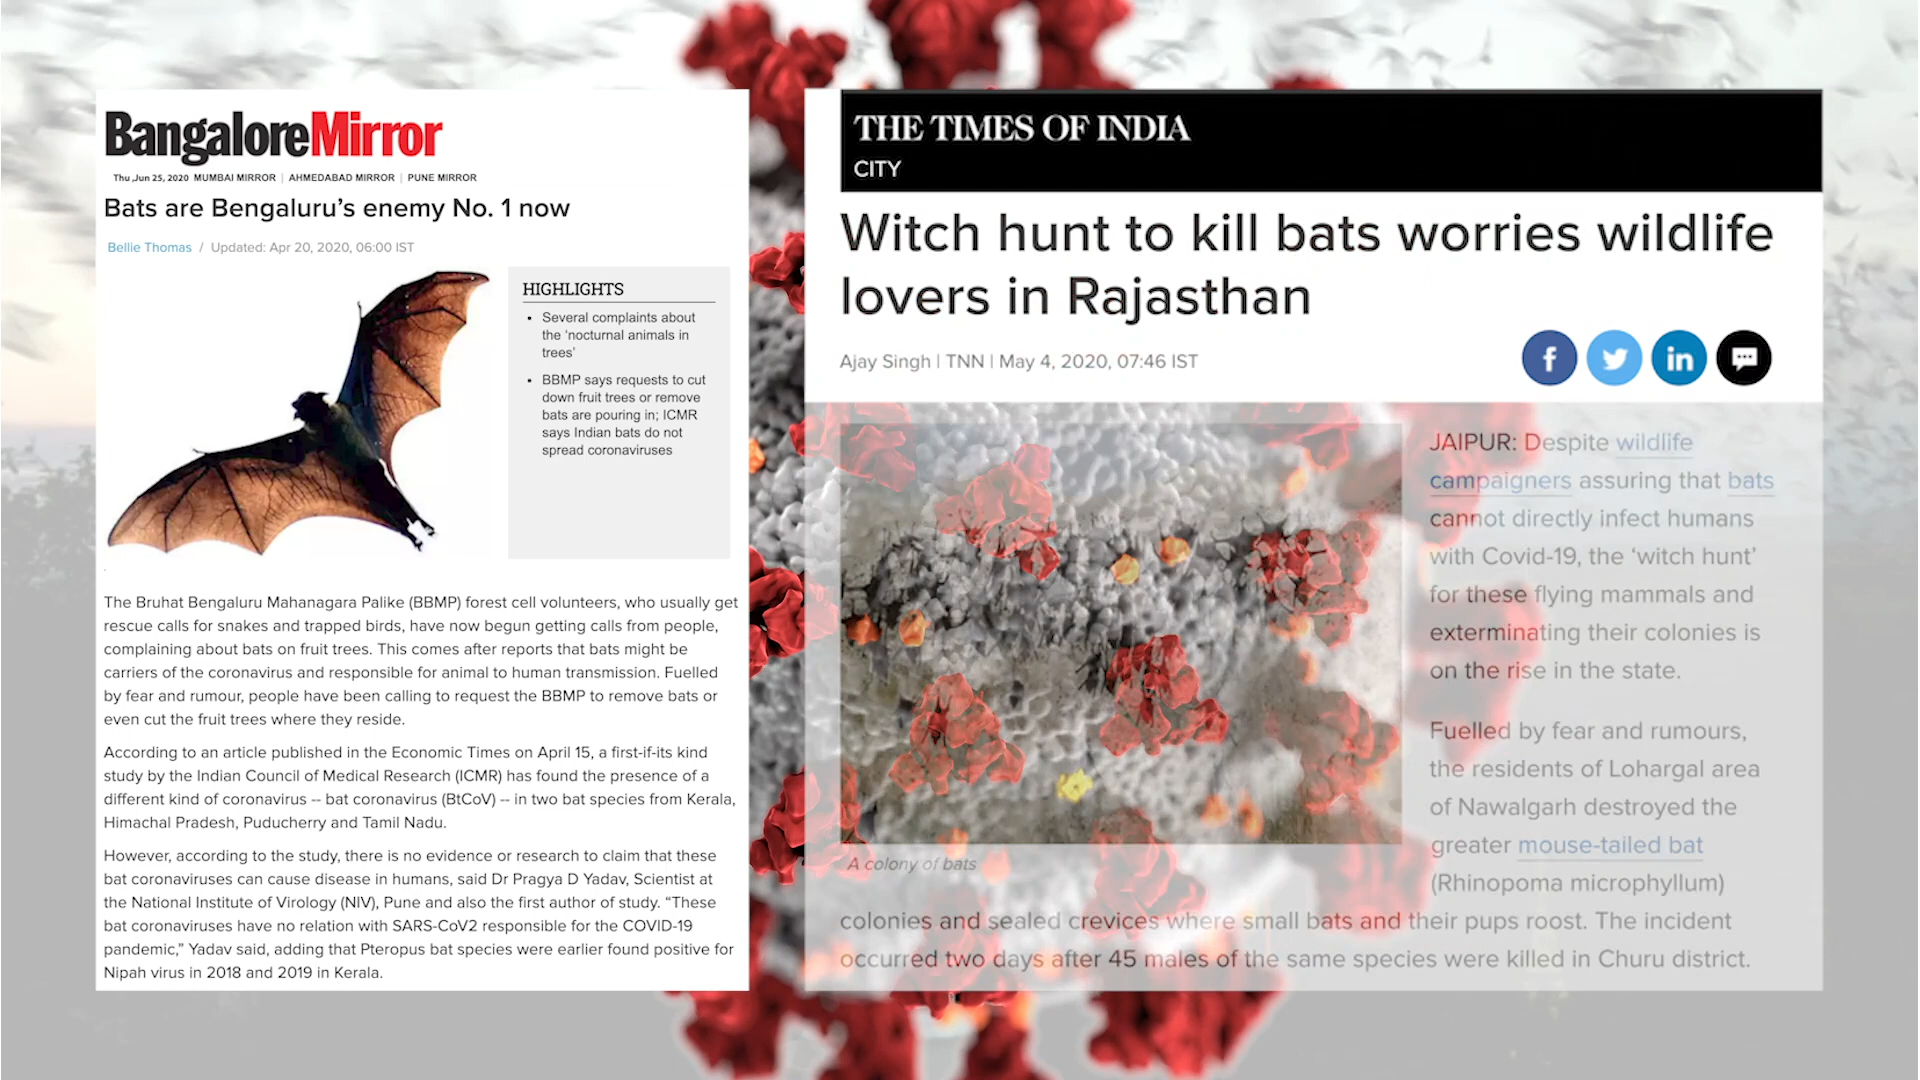 BangaloreMirror
Thu ,Jun 25, 2020 MUMBAI MIRROR | AHMEDABAD MIRROR | PUNE MIRROR
Bats are Bengaluru’s enemy No. 1 now
Bellie Thomas / Updated: Apr 20, 2020, 06:00 IST
HIGHLIGHTS
• Several complaints about
the ‘nocturnal animals in
trees’
• BBMP says requests to cut
down fruit trees or remove
bats are pouring in; ICMR
says Indian bats do not
spread coronaviruses
The Bruhat Bengaluru Mahanagara Palike (BBMP) forest cell volunteers, who usually get
rescue calls for snakes and trapped birds, have now begun getting calls from people,
complaining about bats on fruit trees. This comes after reports that bats might be
carriers of the coronavirus and responsible for animal to human transmission. Fuelled
by fear and rumour, people have been calling to request the BBMP to remove bats or
even cut the fruit trees where they reside.
According to an article published in the Economic Times on April 15, a first-if-its kind
study by the Indian Council of Medical Research (ICMR) has found the presence of a
different kind of coronavirus -- bat coronavirus (BtCoV) -- in two bat species from Kerala,
Himachal Pradesh, Puducherry and Tamil Nadu.
However, according to the study, there is no evidence or research to claim that these
bat coronaviruses can cause disease in humans, said Dr Pragya D Yadav, Scientist at
the National Institute of Virology (NIV), Pune and also the first author of study. “These
bat coronaviruses have no relation with SARS-CoV2 responsible for the COVID-19
pandemic,” Yadav said, adding that Pteropus bat species were earlier found positive for
Nipah virus in 2018 and 2019 in Kerala.
THE TIMES OF INDIA
CITY
Witch hunt to kill bats worries wildlife
lovers in Rajasthan
Ajay Singh | TNN | May 4, 2020, 07:46 IST
f
in
JAIPUR: Despite wildlife
campaigners assuring that bats
cannot directly infect humans
with Covid-19, the ‘witch hunt’
for these flying mammals and
exterminating their colonies is
on the rise in the state.
Fuelled by fear and rumours,
the residents of Lohargal area
of Nawalgarh destroyed the
greater mouse-tailed bat
(Rhinopoma microphyllum)
A colony of bats
colonies and sealed crevices where small bats and their pups roost. The incident
occurred two days after 45 males of the same species were killed in Churu district.